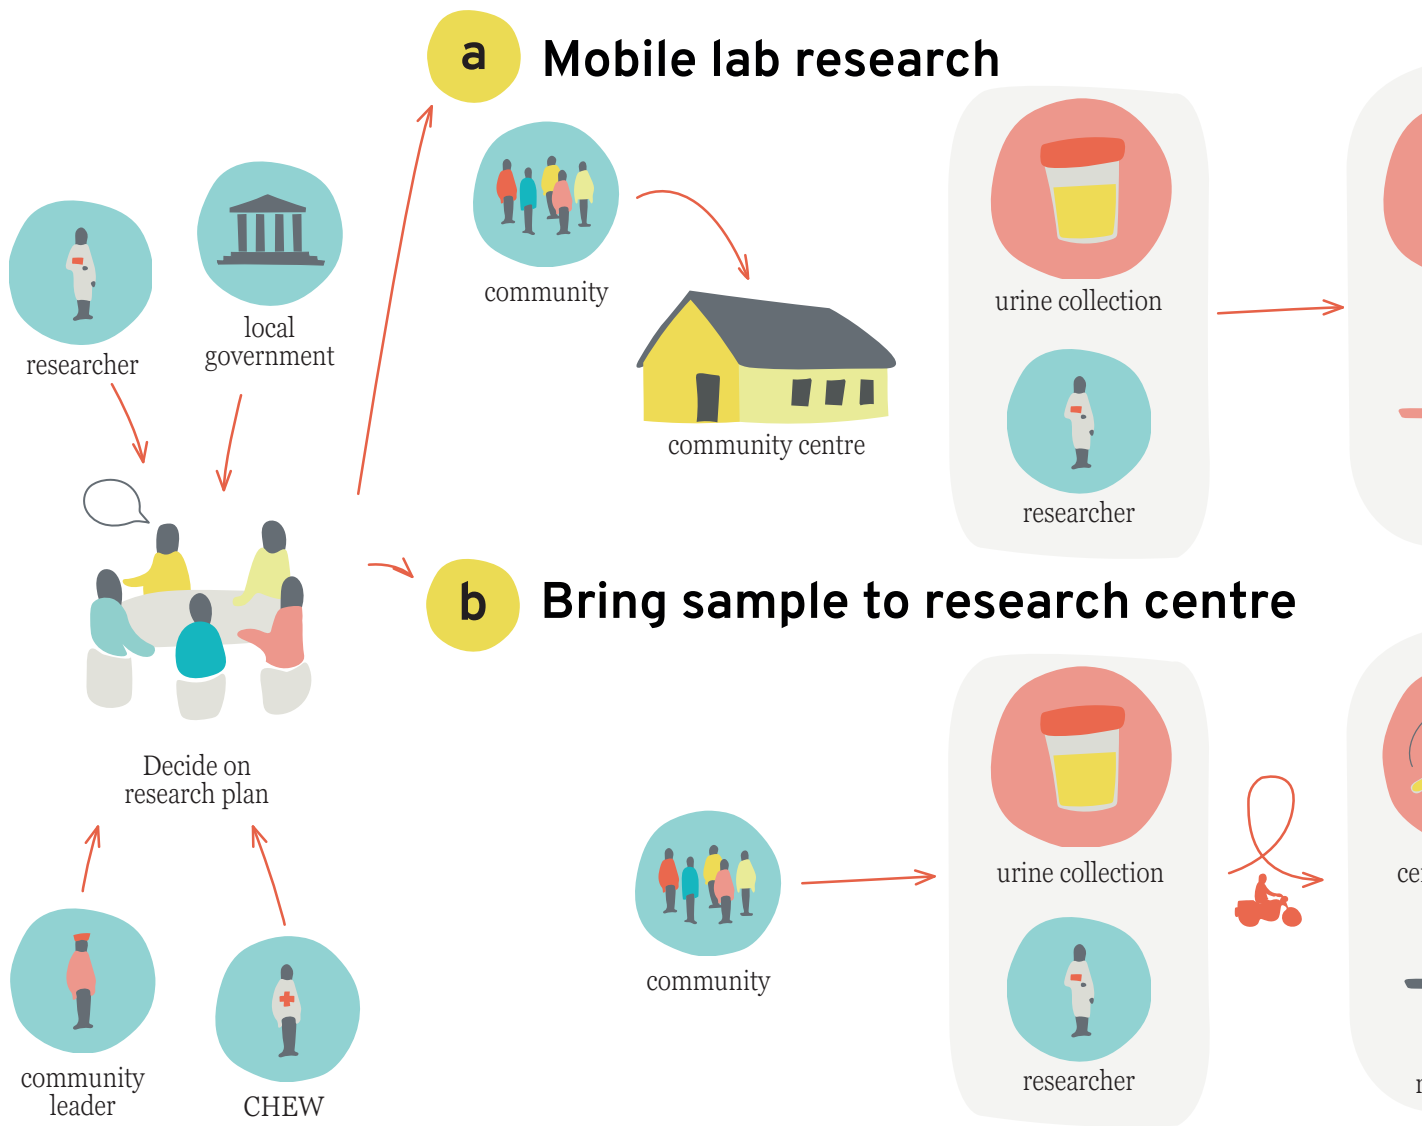 a
Mobile lab research
community
community centre
urine collection
researcher
researcher
local
government
Decide on
research plan
community
leader
CHEW
b
Bring sample to research centre
community
urine collection
researcher